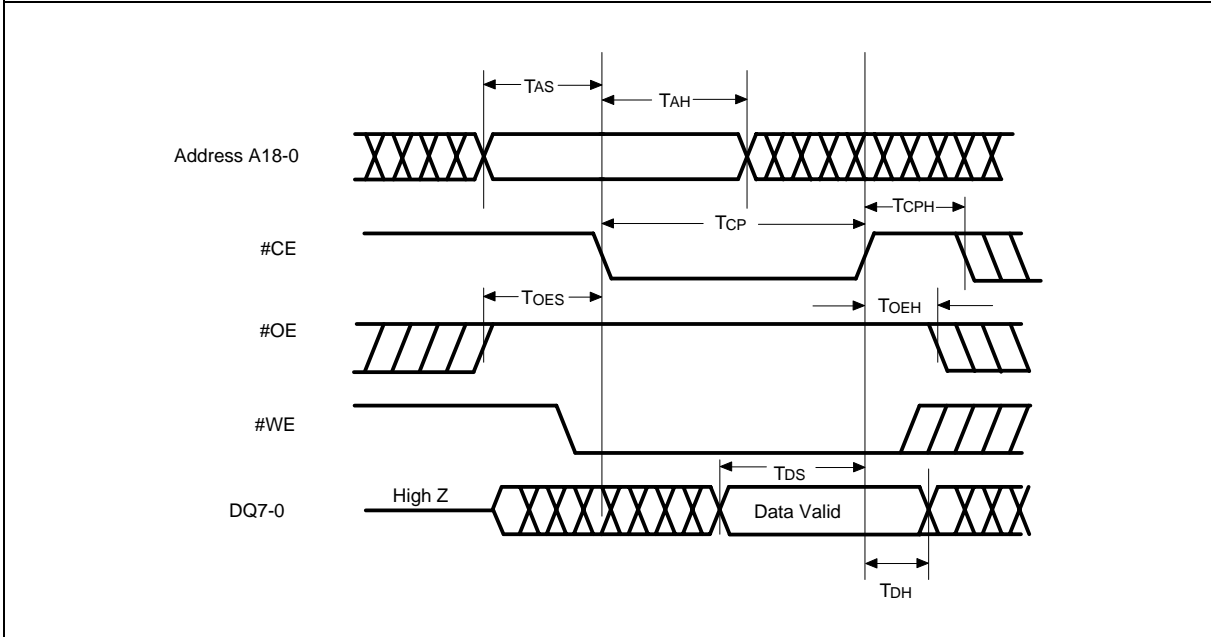 TAS
TAH
Address A18-0
TCPH
TCP
#CE
TOES
TOEH
#OE
#WE
TDS
High Z
DQ7-0
Data Valid
TDH